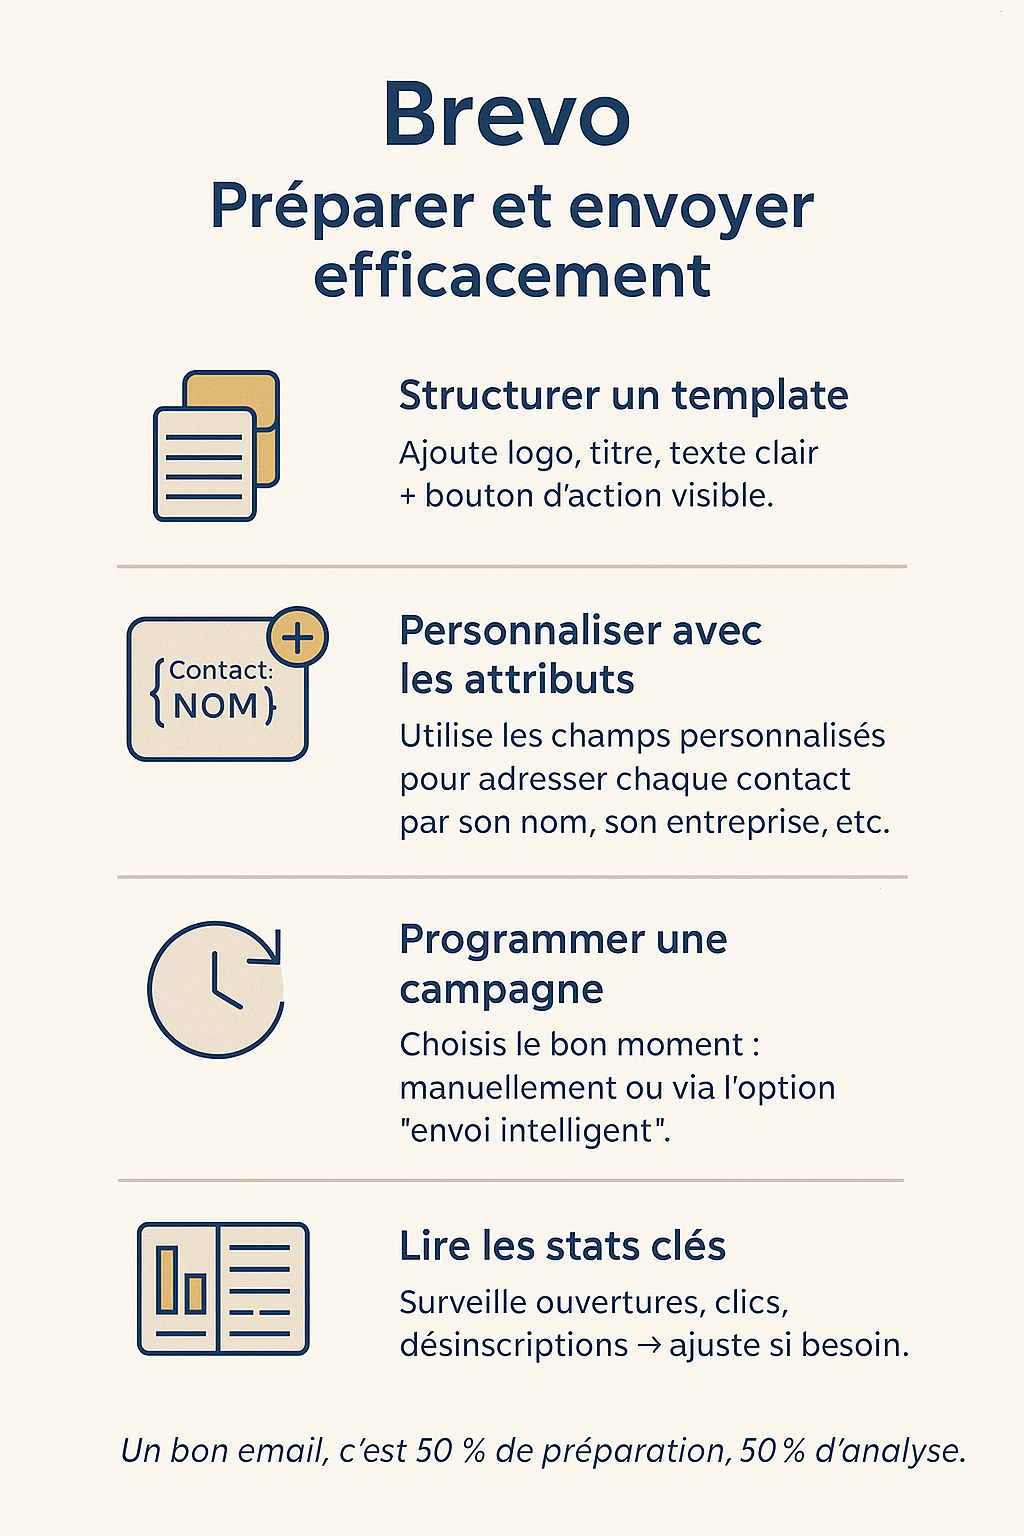 Brevo
Préparer et envoyer
efficacement
Structurer un template
Ajoute logo, titre, texte clair
+ bouton d'action visible.
{Contact:
NOM}
Personnaliser avec
les attributs
Utilise les champs personnalisés
pour adresser chaque contact
par son nom, son entreprise, etc.
Programmer une
campagne
Choisis le bon moment :
manuellement ou via l'option
"envoi intelligent".
Lire les stats clés
Surveille ouvertures, clics,
désinscriptions → ajuste si besoin.
Un bon email, c'est 50 % de préparation, 50 % d'analyse.